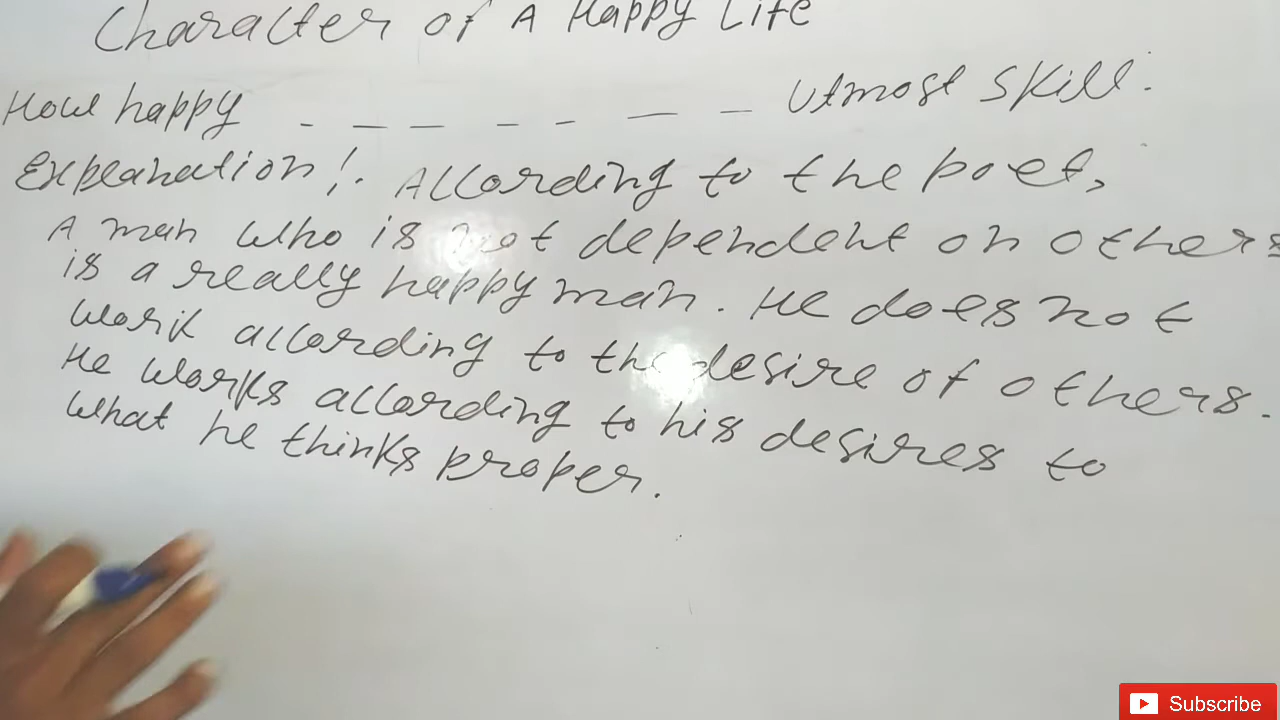 Character of A Happy Life
How happy - - - - - - - Utmost skill.
Explanation!. According to the poet,
A man who is not dependent on others
is a really happy man. He does not
work according to the desire of others.
He works according to his desires to
what he thinks proper.
Subscribe